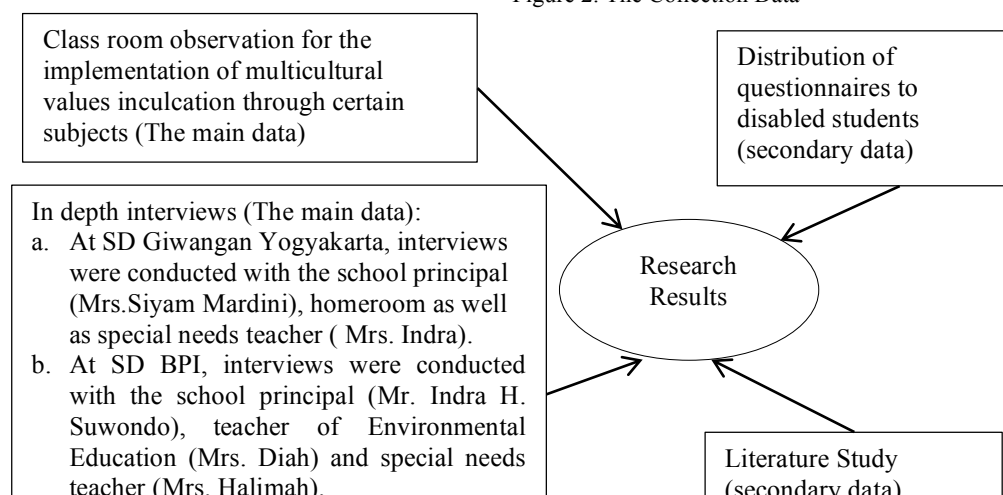 Figure 2. The Collection Data
Class room observation for the
implementation of multicultural
values inculcation through certain
subjects (The main data)
Distribution of
questionnaires to
disabled students
(secondary data)
In depth interviews (The main data):
a. At SD Giwangan Yogyakarta, interviews
were conducted with the school principal
(Mrs.Siyam Mardini), homeroom as well
as special needs teacher ( Mrs. Indra).
b. At SD BPI, interviews were conducted
with the school principal (Mr. Indra H.
Suwondo), teacher of Environmental
Education (Mrs. Diah) and special needs
teacher (Mrs. Halimah).
Research
Results
Literature Study
(secondary data)